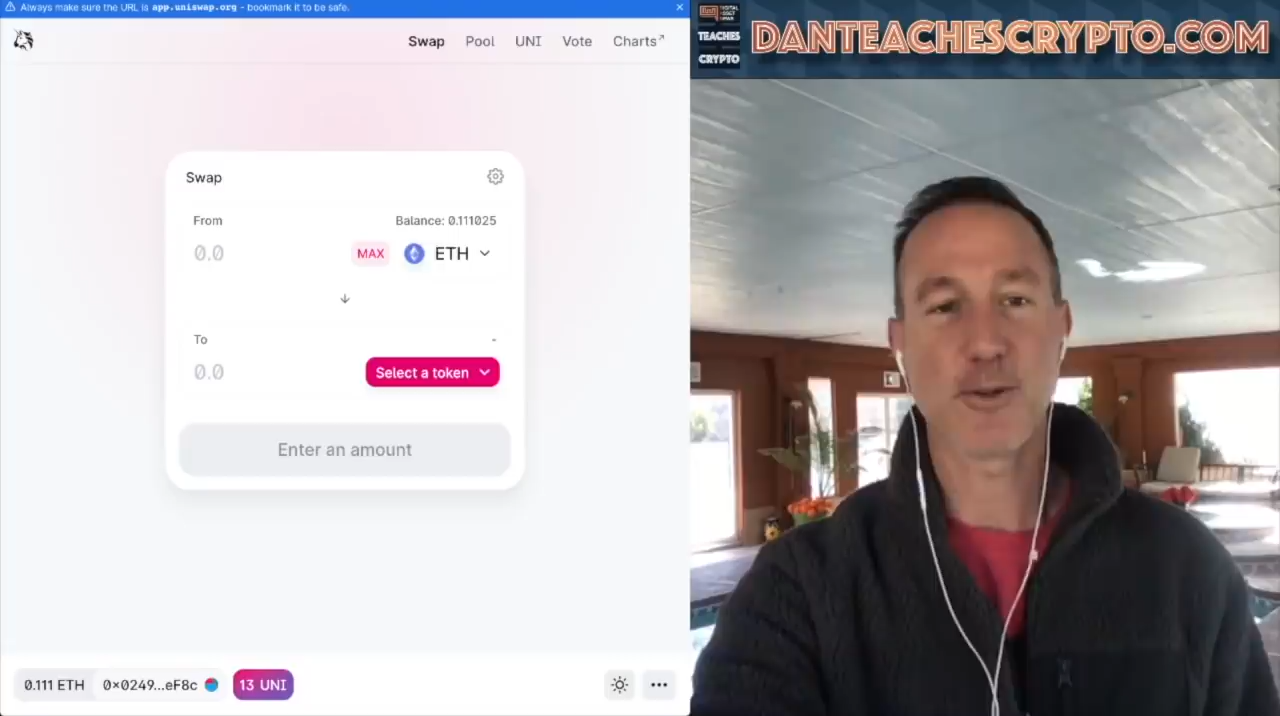 Always make sure the URL is app.uniswap.org - bookmark it to be safe.
Swap Pool UNI Vote Charts↗
Swap
From Balance: 0.111025
0.0 MAX ETH
To -
0.0 Select a token
Enter an amount
0.111 ETH 0x0249...eF8c 13 UNI
DIGITAL
ASSET
TEACHES
CRYPTO
DANTEACHESCRYPTO.COM